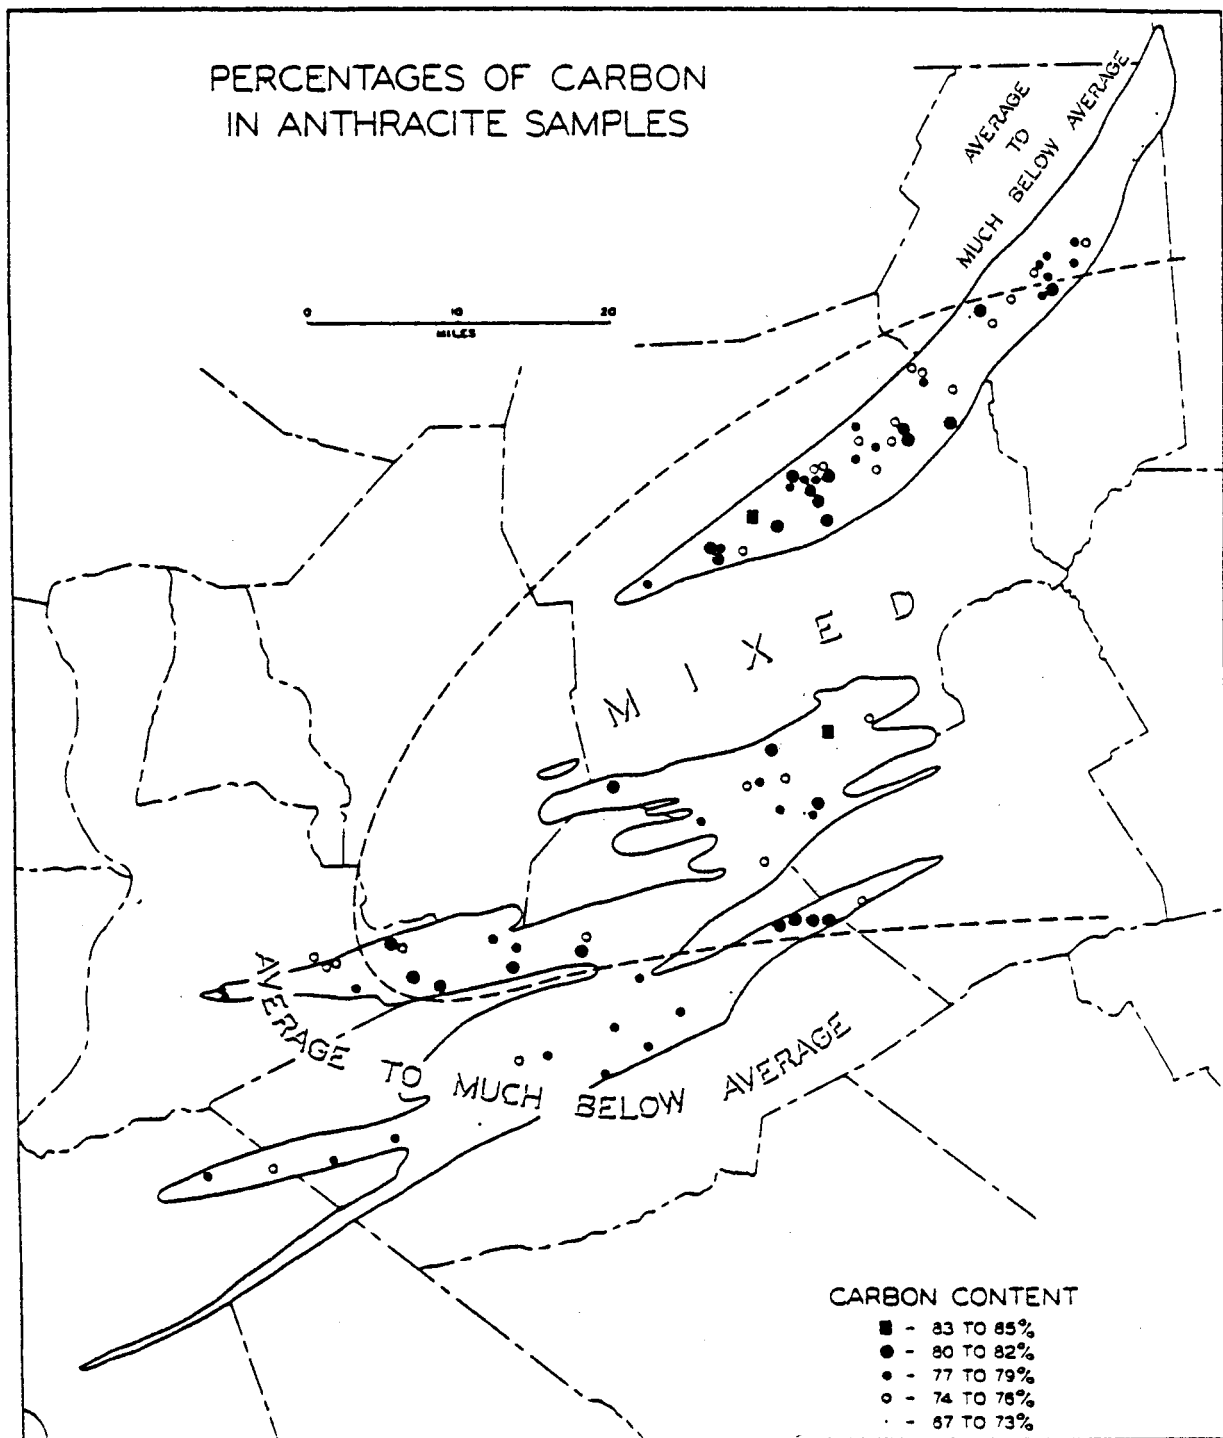 PERCENTAGES OF CARBON
IN ANTHRACITE SAMPLES
AVERAGE
TO
MUCH BELOW AVERAGE
0 10 20
MILES
MIXED
AVERAGE TO MUCH BELOW AVERAGE
CARBON CONTENT
■ - 83 TO 85%
● - 80 TO 82%
• - 77 TO 79%
○ - 74 TO 76%
· - 67 TO 73%